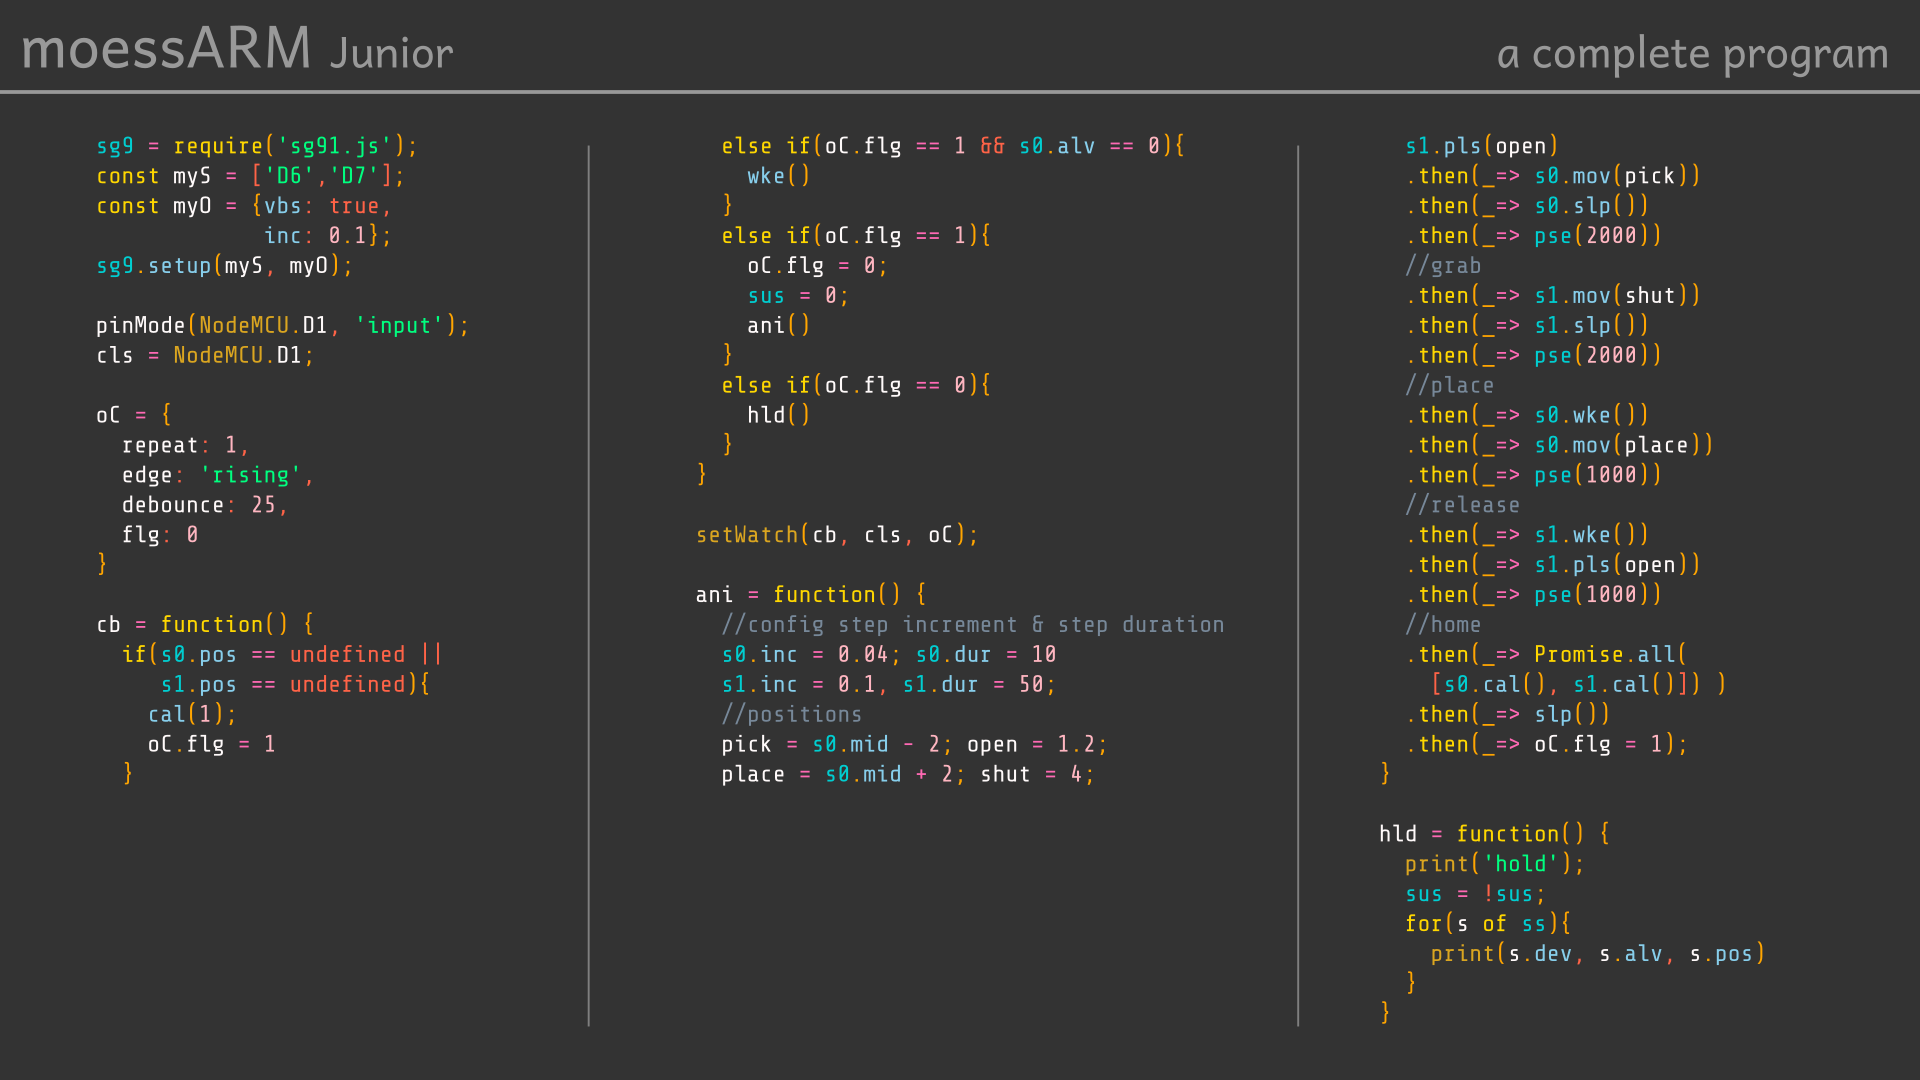 moessARM Junior
a complete program
sg9 = require('sg91.js');
const myS = ['D6','D7'];
const myO = {vbs: true,
             inc: 0.1};
sg9.setup(myS, myO);

pinMode(NodeMCU.D1, 'input');
cls = NodeMCU.D1;

oC = {
  repeat: 1,
  edge: 'rising',
  debounce: 25,
  flg: 0
}

cb = function() {
  if(s0.pos == undefined ||
     s1.pos == undefined){
    cal(1);
    oC.flg = 1
  }
  else if(oC.flg == 1 && s0.alv == 0){
    wke()
  }
  else if(oC.flg == 1){
    oC.flg = 0;
    sus = 0;
    ani()
  }
  else if(oC.flg == 0){
    hld()
  }
}

setWatch(cb, cls, oC);

ani = function() {
  //config step increment & step duration
  s0.inc = 0.04; s0.dur = 10
  s1.inc = 0.1, s1.dur = 50;
  //positions
  pick = s0.mid - 2; open = 1.2;
  place = s0.mid + 2; shut = 4;
  s1.pls(open)
  .then(_=> s0.mov(pick))
  .then(_=> s0.slp())
  .then(_=> pse(2000))
  //grab
  .then(_=> s1.mov(shut))
  .then(_=> s1.slp())
  .then(_=> pse(2000))
  //place
  .then(_=> s0.wke())
  .then(_=> s0.mov(place))
  .then(_=> pse(1000))
  //release
  .then(_=> s1.wke())
  .then(_=> s1.pls(open))
  .then(_=> pse(1000))
  //home
  .then(_=> Promise.all(
    [s0.cal(), s1.cal()]) )
  .then(_=> slp())
  .then(_=> oC.flg = 1);
}

hld = function() {
  print('hold');
  sus = !sus;
  for(s of ss){
    print(s.dev, s.alv, s.pos)
  }
}